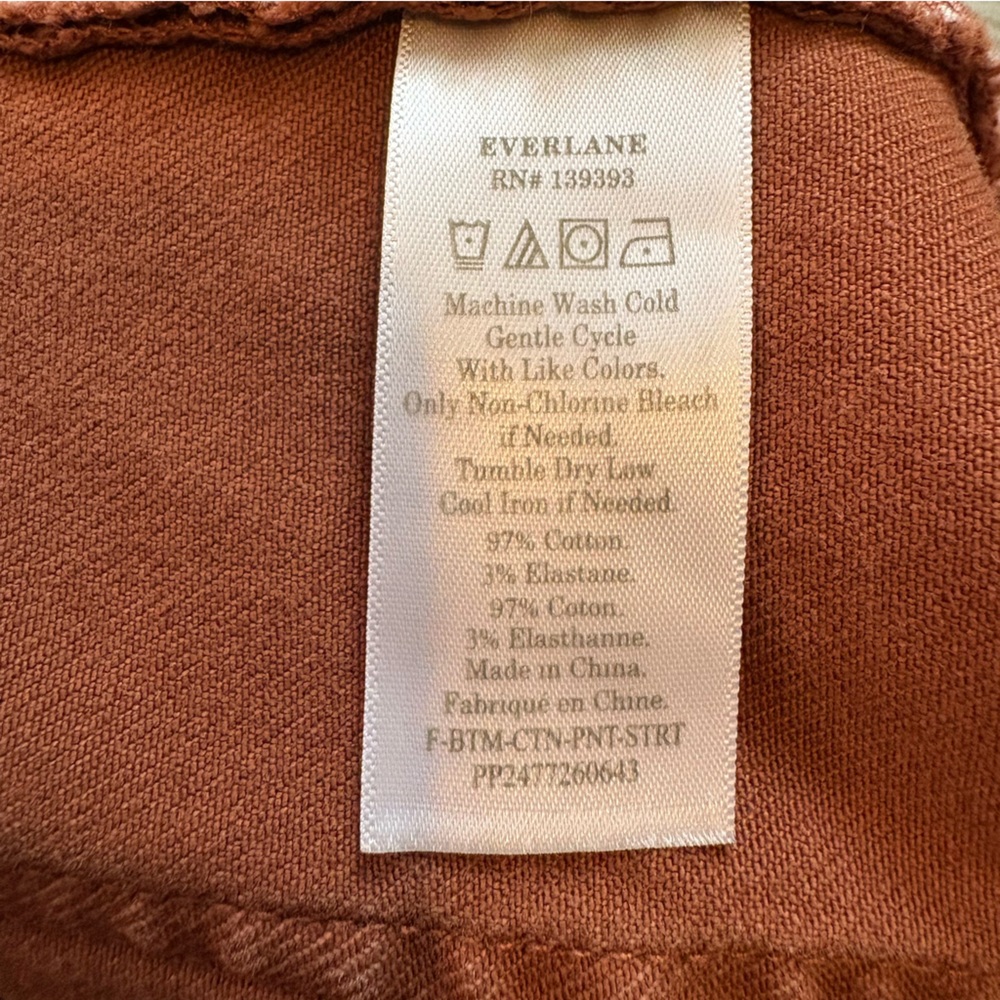 EVERLANE
RN# 139393
Machine Wash Cold
Gentle Cycle
With Like Colors.
Only Non-Chlorine Bleach
if Needed.
Tumble Dry Low
Cool Iron if Needed.
97% Cotton.
3% Elastane.
97% Coton.
3% Elasthanne.
Made in China.
Fabriqué en Chine.
F-BTM-CTN-PNT-STRT
PP2477260643